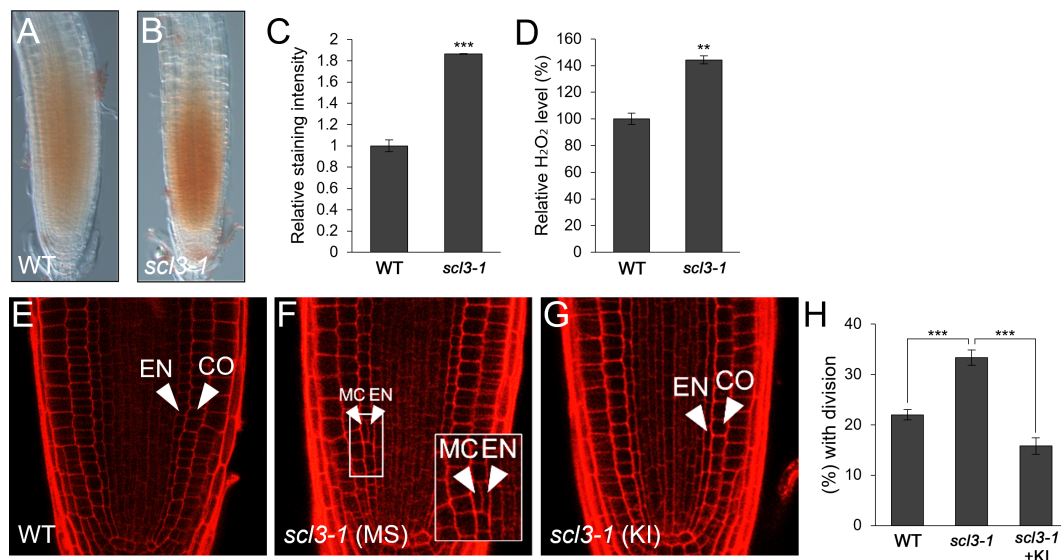 A
WT
B
scl3-1
C
Relative staining intensity
2
1.8
1.6
1.4
1.2
1
0.8
0.6
0.4
0.2
0
***
WT
scl3-1
D
Relative H₂O₂ level (%)
160
140
120
100
80
60
40
20
0
**
WT
scl3-1
E
EN
CO
WT
F
MC EN
MC EN
scl3-1 (MS)
G
EN
CO
scl3-1 (KI)
H
(%) with division
40
30
20
10
0
***
***
WT
scl3-1
scl3-1
+KI